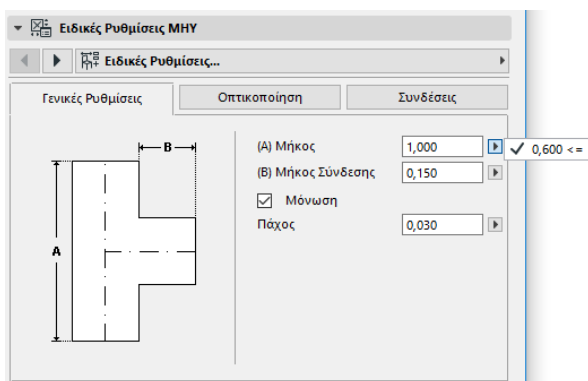 Ειδικές Ρυθμίσεις ΜΗΥ
Ειδικές Ρυθμίσεις...
Γενικές Ρυθμίσεις Οπτικοποίηση Συνδέσεις
B
A
(A) Μήκος 1,000 0,600 <=
(B) Μήκος Σύνδεσης 0,150
Μόνωση
Πάχος 0,030